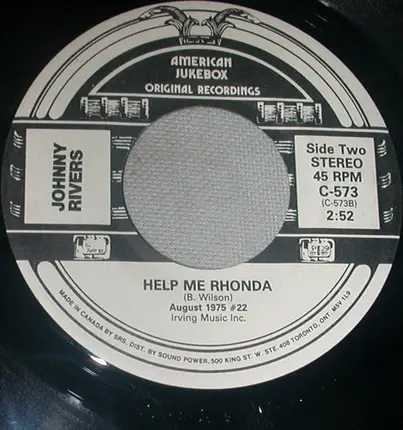 AMERICAN
JUKEBOX
ORIGINAL RECORDINGS
JOHNNY
RIVERS
Side Two
STEREO
45 RPM
C-573
(C-573B)
2:52
HELP ME RHONDA
(B. Wilson)
August 1975 #22
Irving Music Inc.
MADE IN CANADA BY SRS. DIST. BY SOUND POWER, 500 KING ST. W. STE. 408 TORONTO, ONT. M5V 1L9